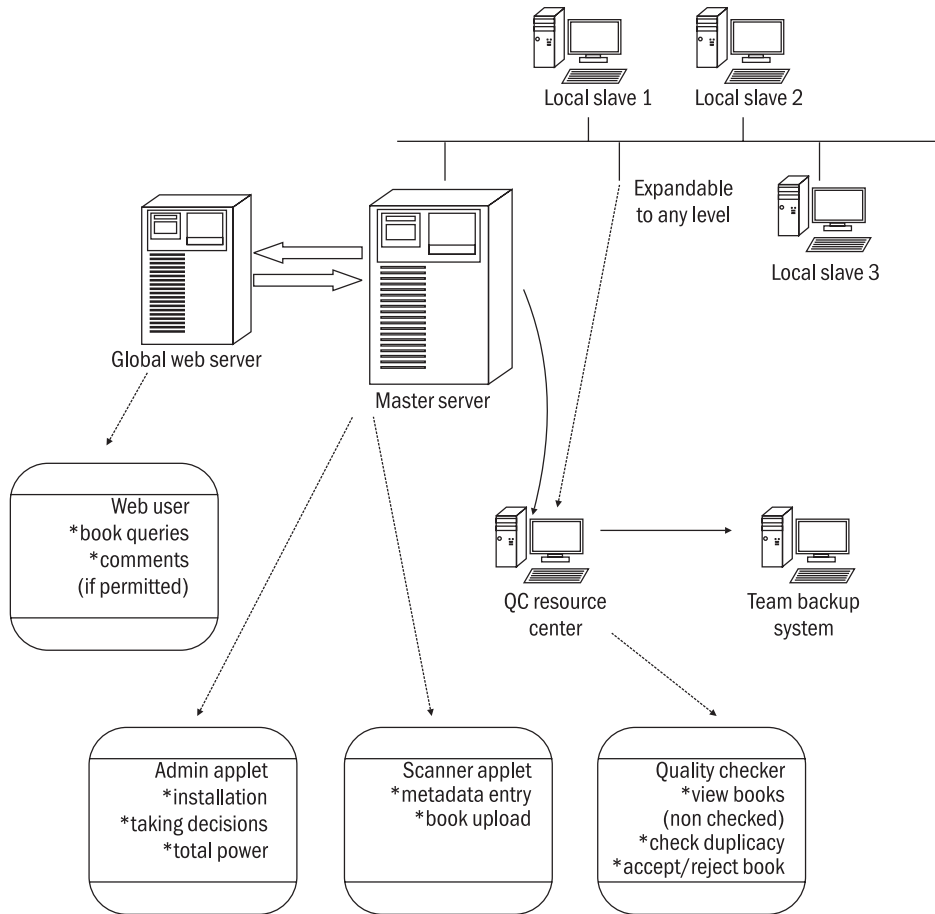 Local slave 1
Local slave 2
Expandable
to any level
Local slave 3
Global web server
Master server
Web user
*book queries
*comments
(if permitted)
QC resource
center
Team backup
system
Admin applet
*installation
*taking decisions
*total power
Scanner applet
*metadata entry
*book upload
Quality checker
*view books
(non checked)
*check duplicacy
*accept/reject book